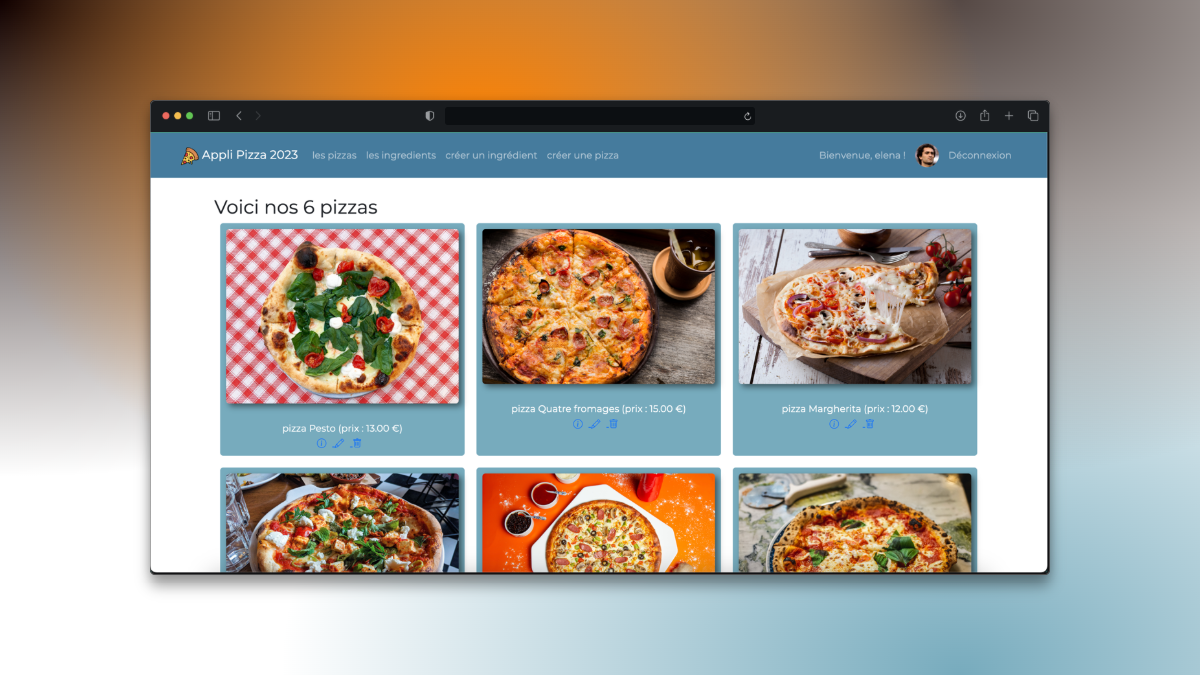 Appli Pizza 2023 les pizzas les ingredients créer un ingrédient créer une pizza Bienvenue, elena ! Déconnexion
Voici nos 6 pizzas
pizza Quatre fromages (prix : 15.00 €)
pizza Margherita (prix : 12.00 €)
pizza Pesto (prix : 13.00 €)